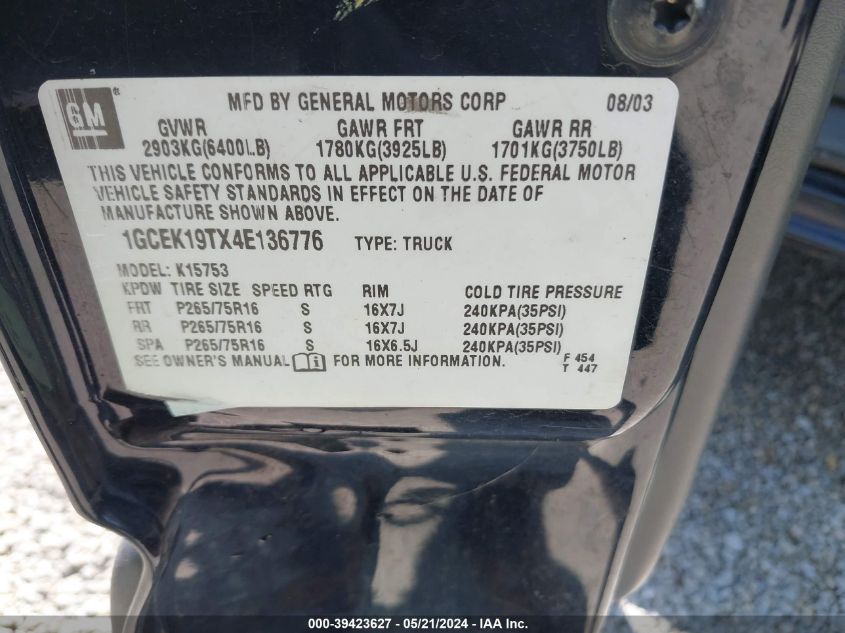 GM ®
MFD BY GENERAL MOTORS CORP 08/03
GVWR GAWR FRT GAWR RR
2903KG(6400LB) 1780KG(3925LB) 1701KG(3750LB)
THIS VEHICLE CONFORMS TO ALL APPLICABLE U.S. FEDERAL MOTOR
VEHICLE SAFETY STANDARDS IN EFFECT ON THE DATE OF
MANUFACTURE SHOWN ABOVE.
1GCEK19TX4E136776 TYPE: TRUCK
MODEL: K15753
KPDW TIRE SIZE SPEED RTG RIM COLD TIRE PRESSURE
FRT P265/75R16 S 16X7J 240KPA(35PSI)
RR P265/75R16 S 16X7J 240KPA(35PSI)
SPA P265/75R16 S 16X6.5J 240KPA(35PSI)
SEE OWNER'S MANUAL FOR MORE INFORMATION.
F 454
T 447
000-39423627 - 05/21/2024 - IAA Inc.